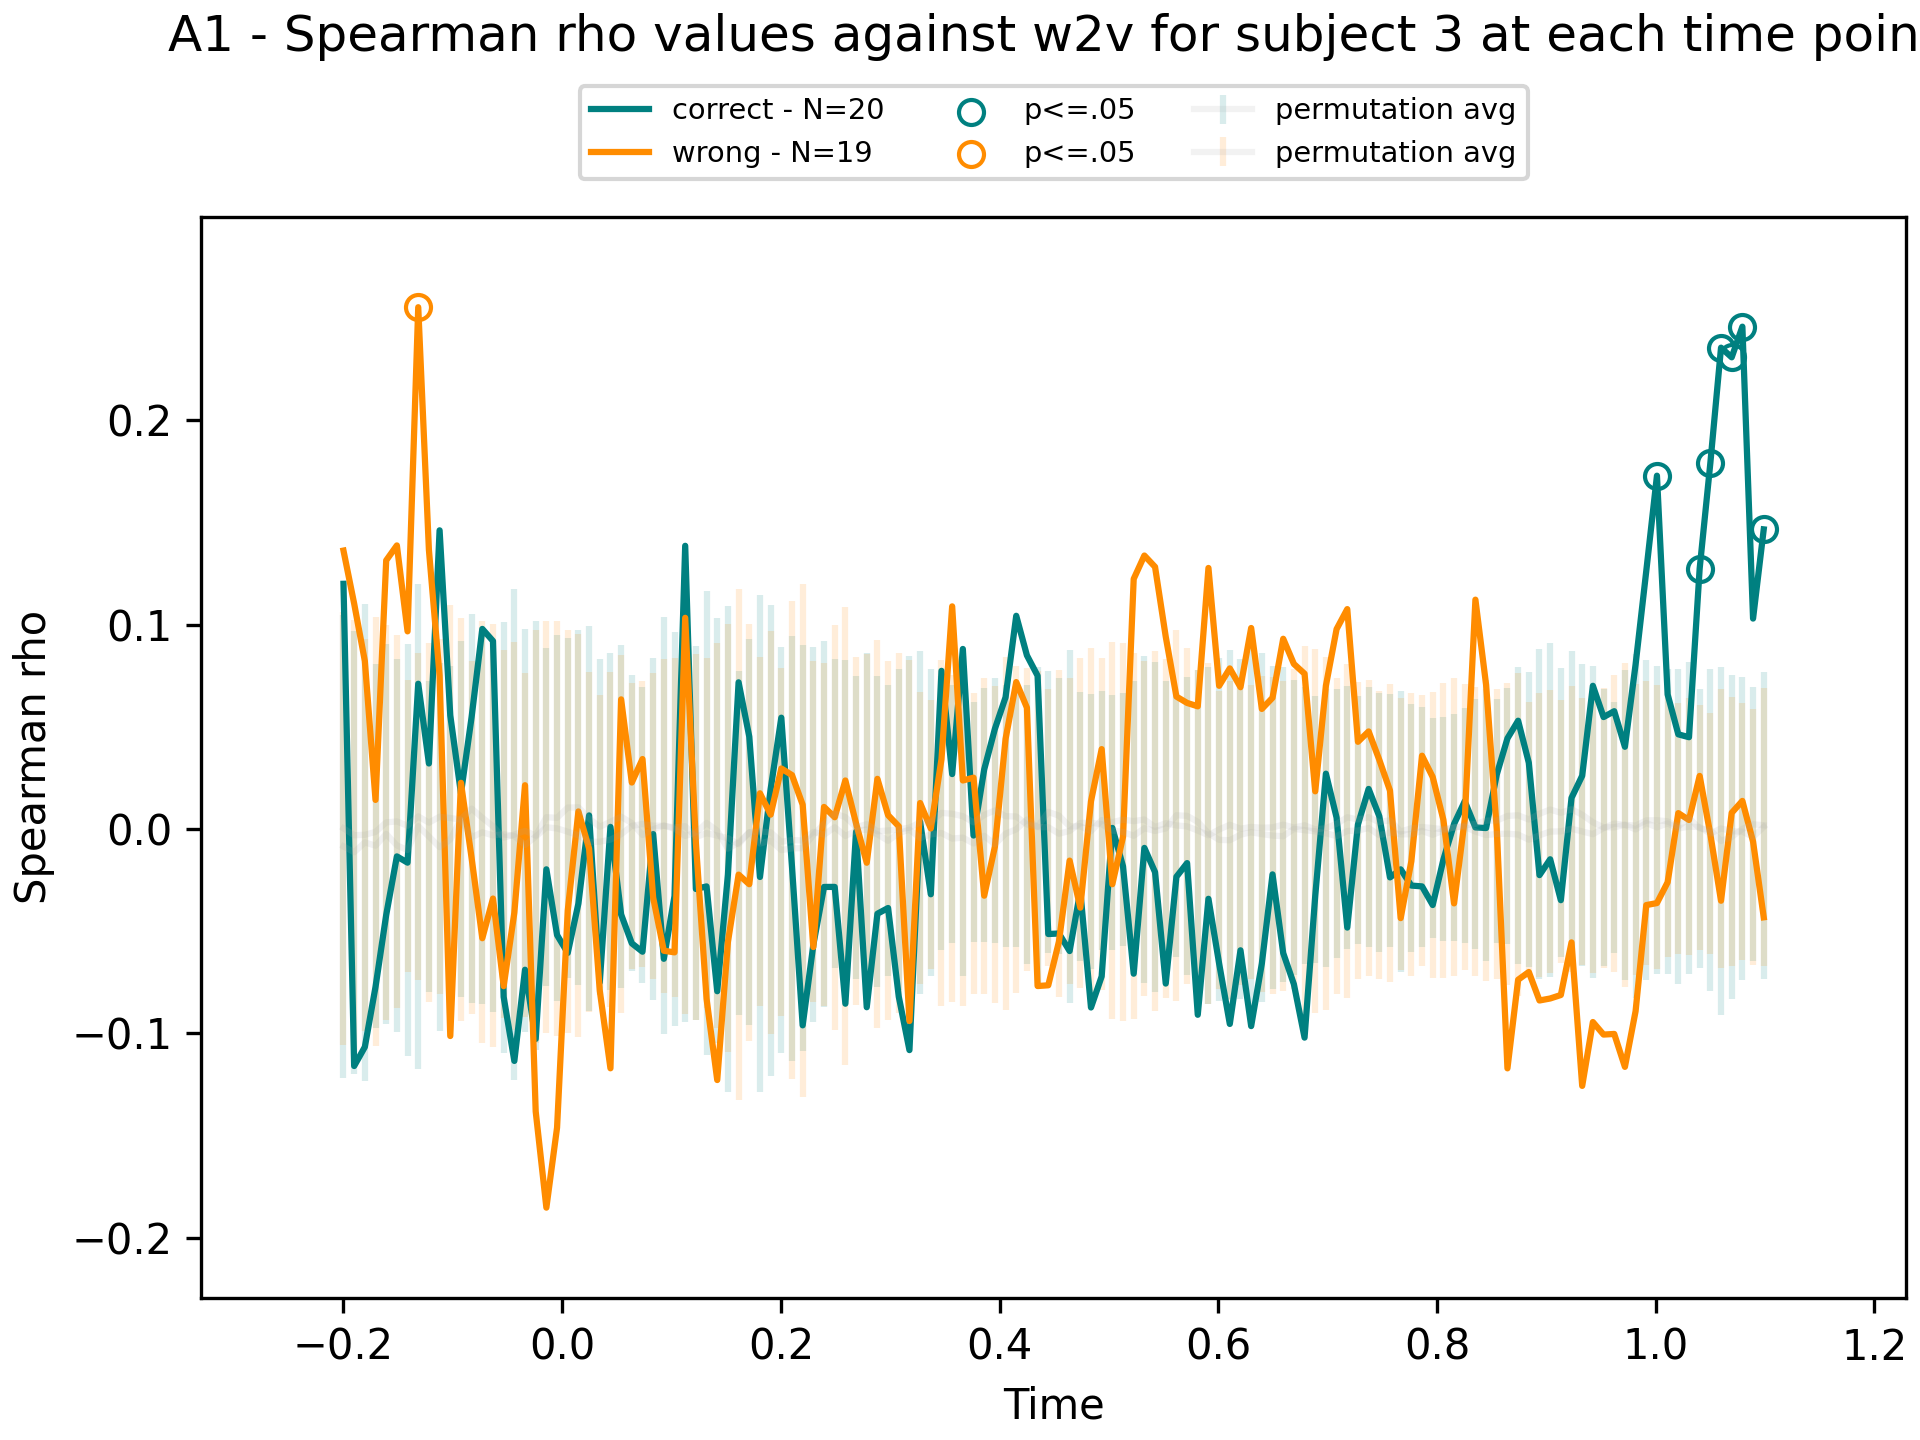 A1 - Spearman rho values against w2v for subject 3 at each time poin
correct - N=20
wrong - N=19
p<=.05
p<=.05
permutation avg
permutation avg
Spearman rho
0.2
0.1
0.0
−0.1
−0.2
−0.2 0.0 0.2 0.4 0.6 0.8 1.0 1.2
Time